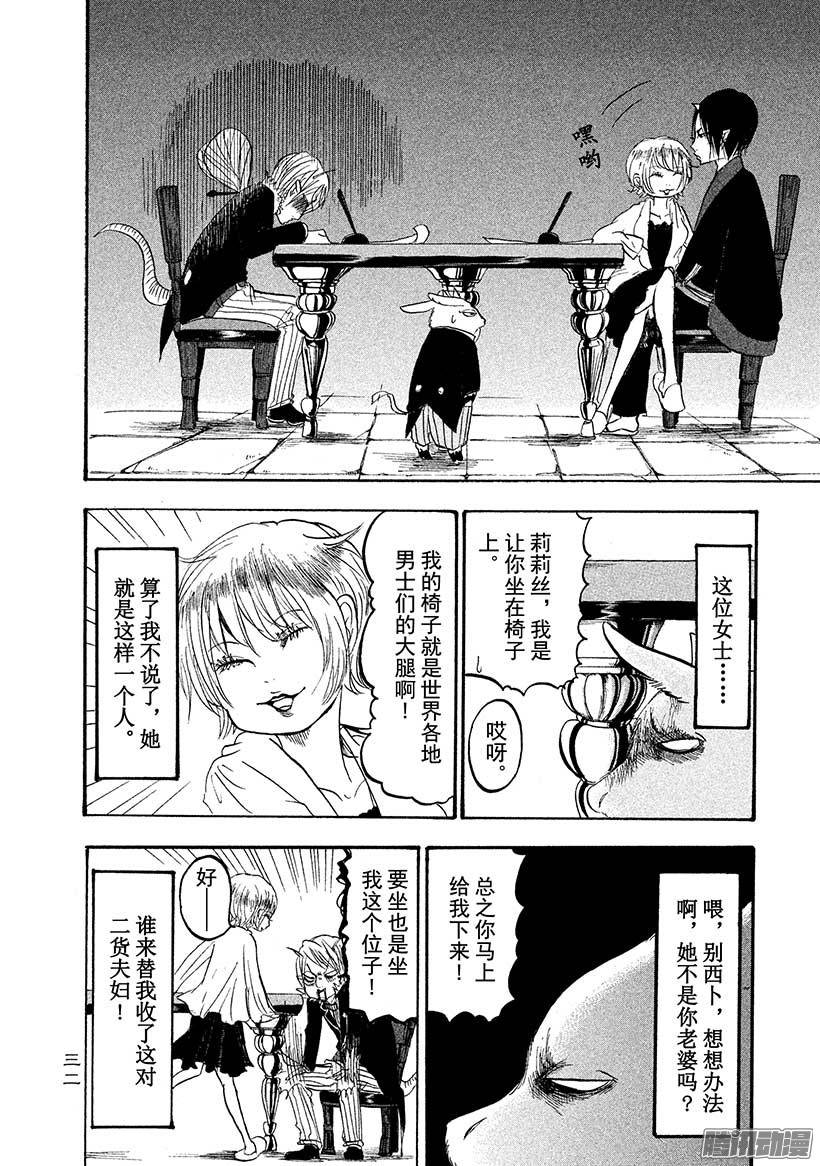 嘿
哟
这位女士……
莉莉丝，我是
让你坐在椅子
上。
哎呀。
我的椅子就是世界各地
男士们的大腿啊！
算了我不说了，她
就是这样一个人。
喂，别西卜，想想办法
啊，她不是你老婆吗？
总之你马上
给我下来！
要坐也是坐
我这个位子！
好——
谁来替我收了这对
二货夫妇！
三二
腾讯动漫